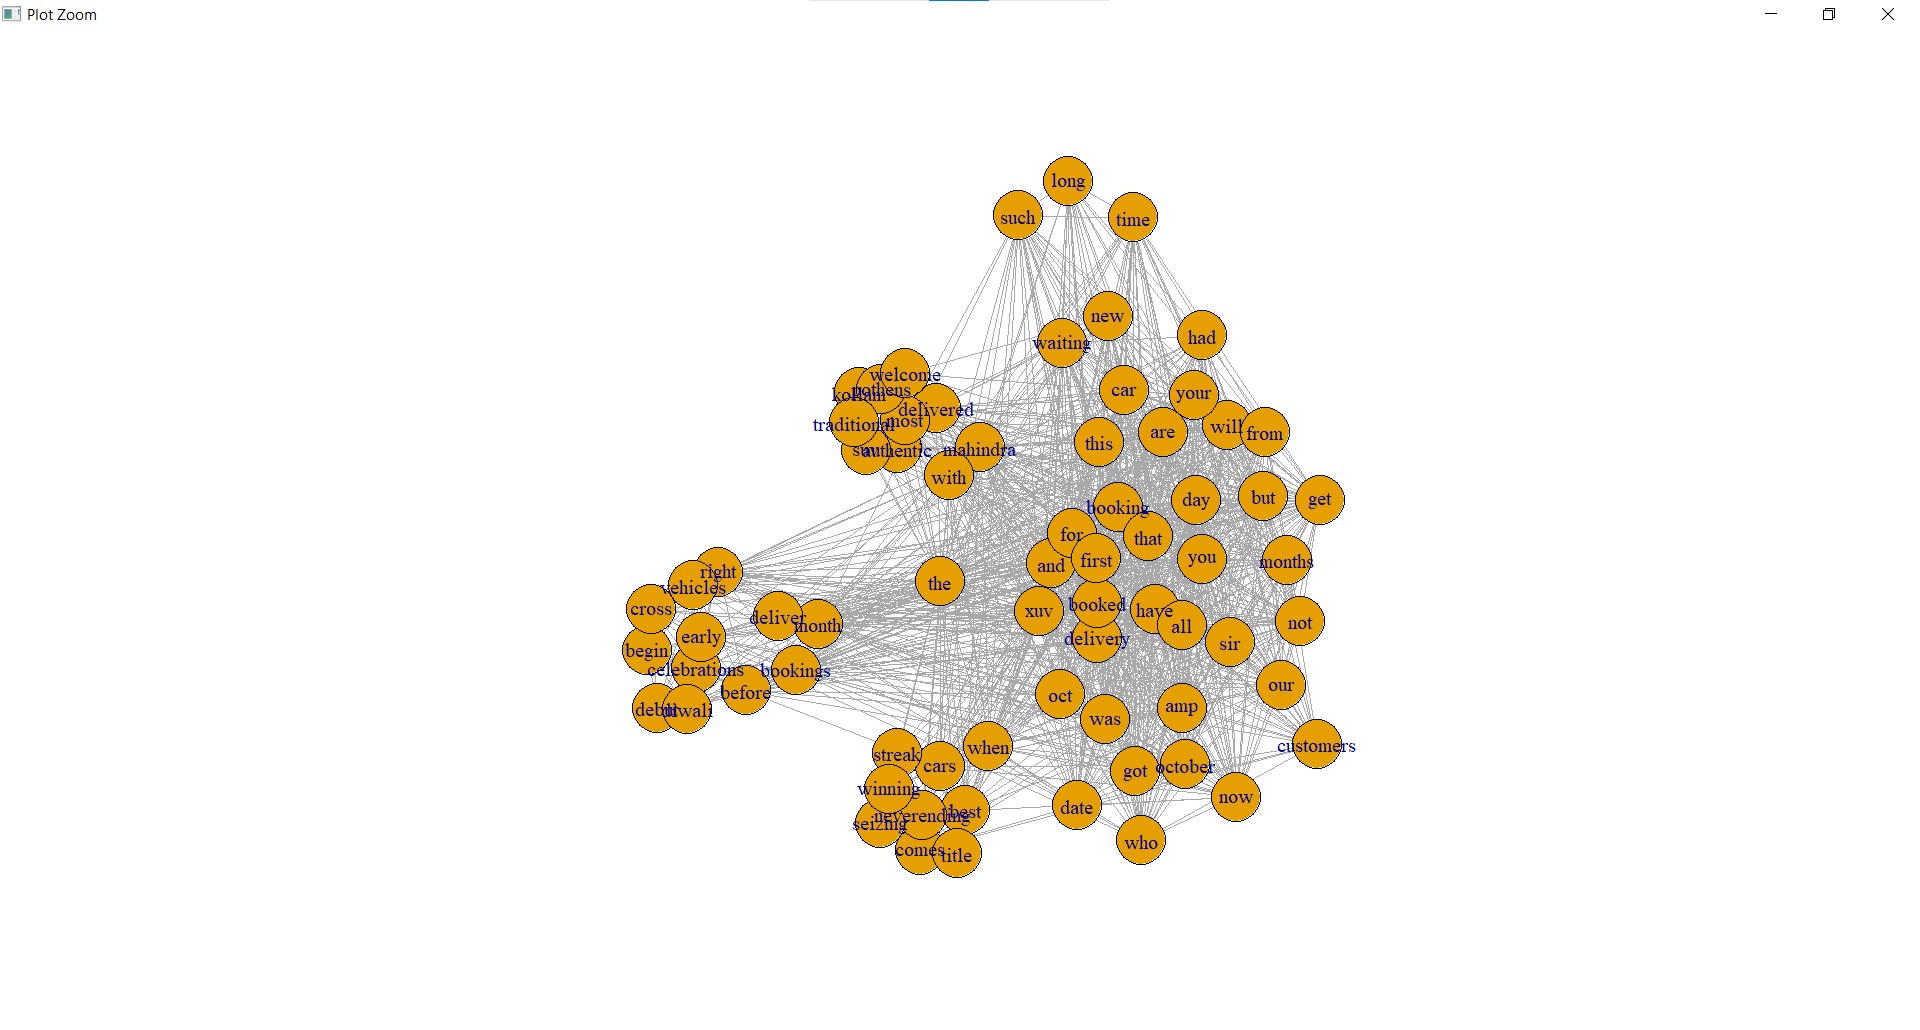 Plot Zoom
long
such
time
new
had
waiting
welcome
car
your
kollam
pothens
delivered
traditional
most
will
from
this
are
suv
authentic
mahindra
with
day
but
get
booking
for
that
and
first
you
months
right
vehicles
the
cross
deliver
month
xuv
booked
have
all
not
early
delivery
sir
begin
celebrations
bookings
our
before
oct
debut
diwali
was
amp
streak
cars
when
customers
got
october
winning
now
seizing
neverending
best
date
comes
title
who